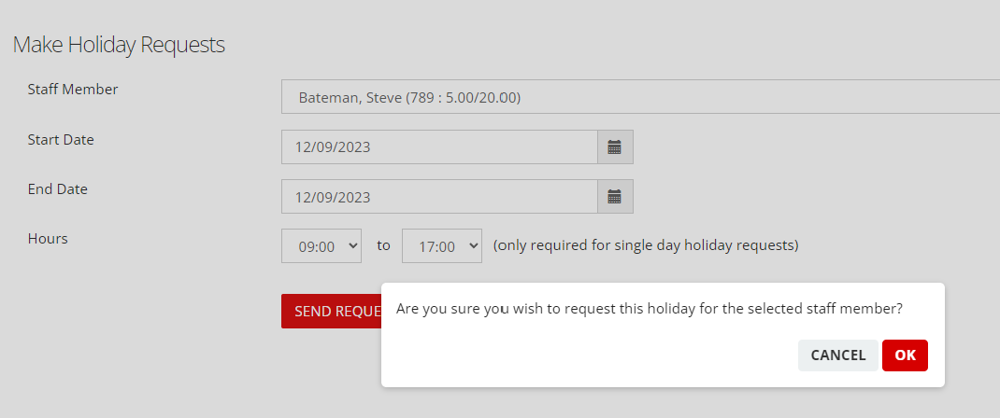 Make Holiday Requests
Staff Member
Bateman, Steve (789 : 5.00/20.00)
Start Date
12/09/2023
End Date
12/09/2023
Hours
09:00 to 17:00 (only required for single day holiday requests)
SEND REQUE
Are you sure you wish to request this holiday for the selected staff member?
CANCEL OK